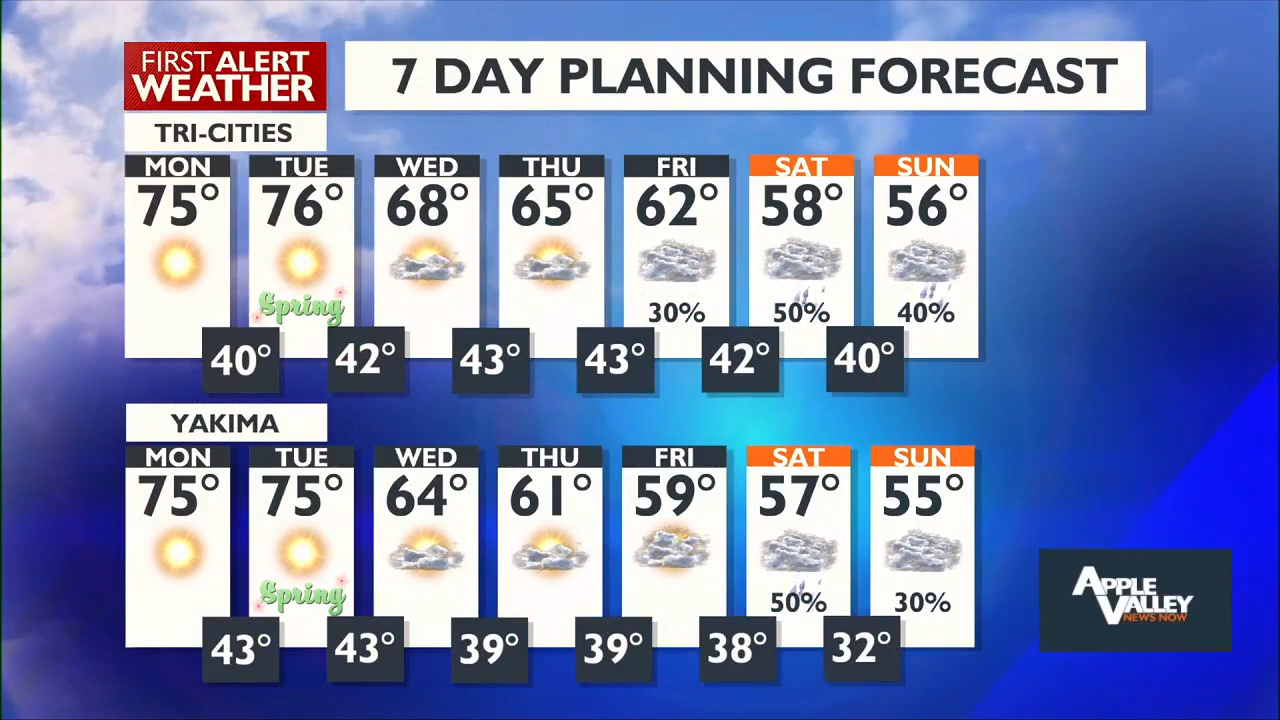 FIRST ALERT
WEATHER
7 DAY PLANNING FORECAST
TRI-CITIES
MON TUE WED THU FRI SAT SUN
75° 76° 68° 65° 62° 58° 56°
Spring
30% 50% 40%
40° 42° 43° 43° 42° 40°
YAKIMA
MON TUE WED THU FRI SAT SUN
75° 75° 64° 61° 59° 57° 55°
Spring
50% 30%
43° 43° 39° 39° 38° 32°
APPLE
VALLEY
NEWS NOW